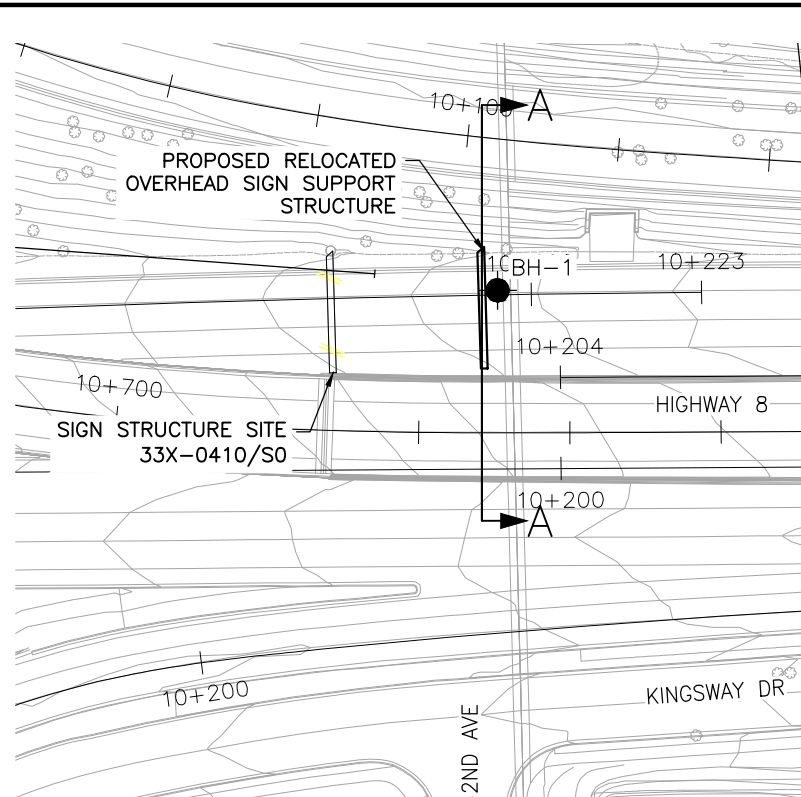 10+100
A
PROPOSED RELOCATED
OVERHEAD SIGN SUPPORT
STRUCTURE
BH-1
10+223
10+204
10+700
HIGHWAY 8
SIGN STRUCTURE SITE
33X-0410/S0
10+200
A
10+200
KINGSWAY DR
2ND AVE